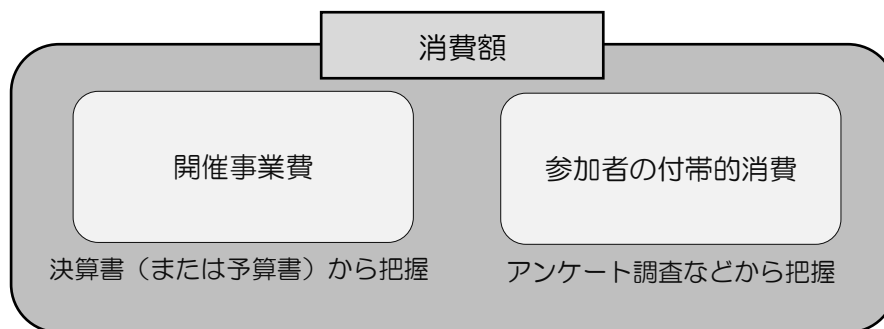 消費額
開催事業費
参加者の付帯的消費
決算書（または予算書）から把握
アンケート調査などから把握